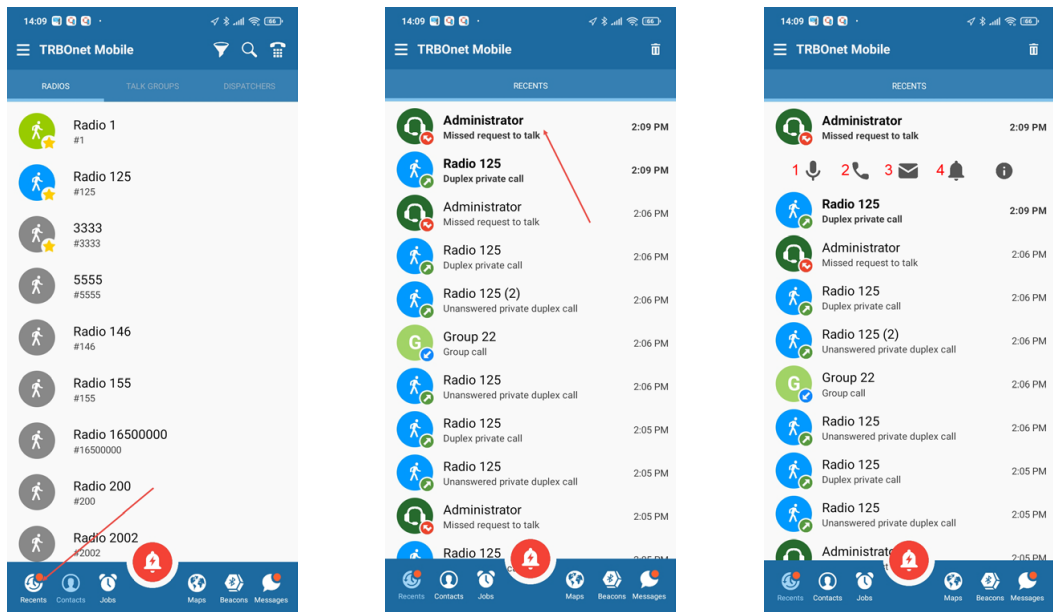 14:09
66
TRBOnet Mobile
RADIOS
TALK GROUPS
DISPATCHERS
Radio 1
#1
Radio 125
#125
3333
#3333
5555
#5555
Radio 146
#146
Radio 155
#155
Radio 16500000
#16500000
Radio 200
#200
Radio 2002
#2002
Recents
Contacts
Jobs
Maps
Beacons
Messages
14:09
66
TRBOnet Mobile
RECENTS
Administrator
Missed request to talk
2:09 PM
Radio 125
Duplex private call
2:09 PM
Administrator
Missed request to talk
2:06 PM
Radio 125
Duplex private call
2:06 PM
Radio 125 (2)
Unanswered private duplex call
2:06 PM
G
Group 22
Group call
2:06 PM
Radio 125
Unanswered private duplex call
2:06 PM
Radio 125
Duplex private call
2:05 PM
Radio 125
Unanswered private duplex call
2:05 PM
Administrator
Missed request to talk
2:05 PM
Radio 125
2:05 PM
Recents
Contacts
Jobs
Maps
Beacons
Messages
14:09
66
TRBOnet Mobile
RECENTS
Administrator
Missed request to talk
2:09 PM
1
2
3
4
Radio 125
Duplex private call
2:09 PM
Administrator
Missed request to talk
2:06 PM
Radio 125
Duplex private call
2:06 PM
Radio 125 (2)
Unanswered private duplex call
2:06 PM
G
Group 22
Group call
2:06 PM
Radio 125
Unanswered private duplex call
2:06 PM
Radio 125
Duplex private call
2:05 PM
Radio 125
Unanswered private duplex call
2:05 PM
Administrator
2:05 PM
Recents
Contacts
Jobs
Maps
Beacons
Messages